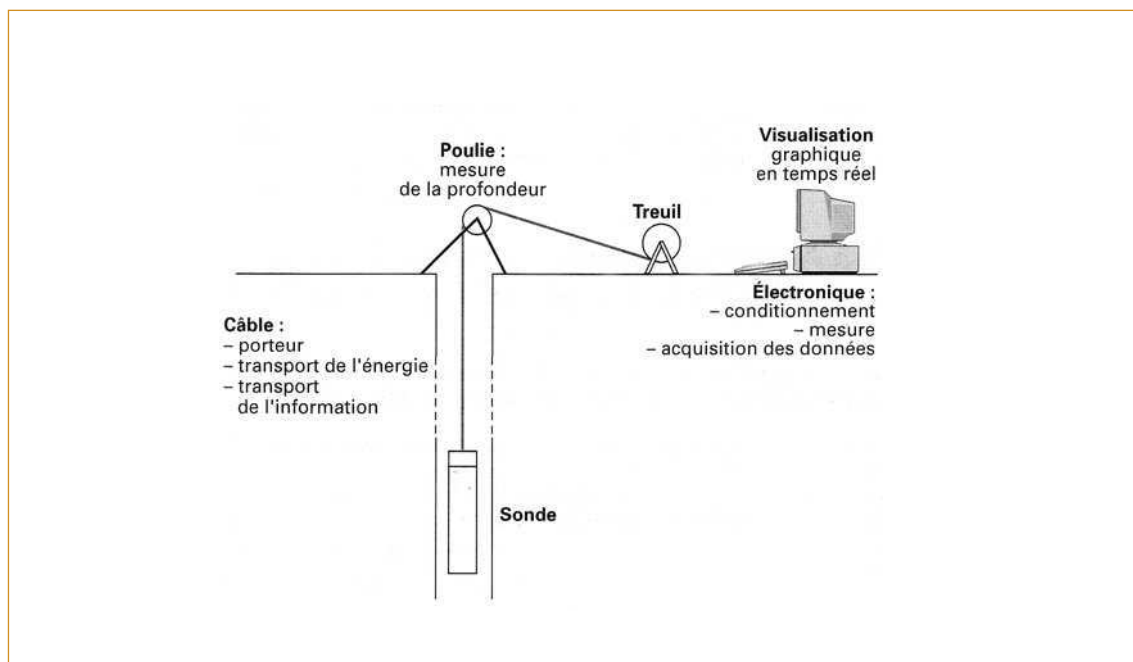 Poulie :
mesure
de la profondeur
Visualisation
graphique
en temps réel
Treuil
Câble :
– porteur
– transport de l'énergie
– transport
de l'information
Électronique :
– conditionnement
– mesure
– acquisition des données
Sonde